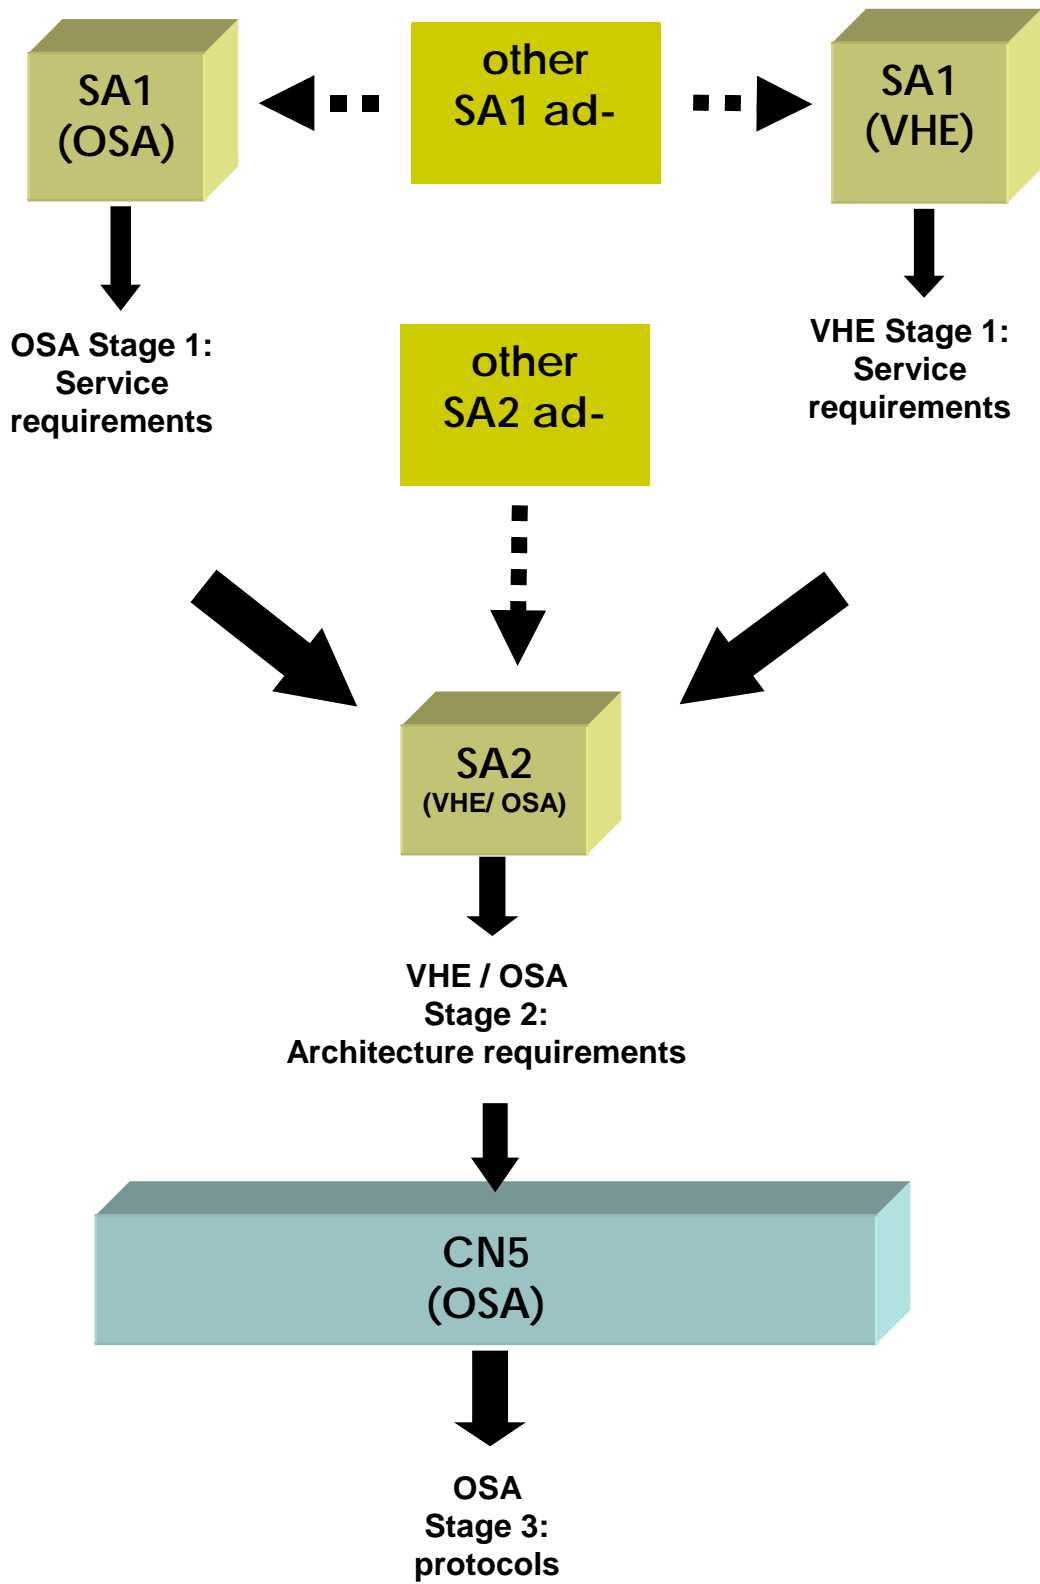 SA1
(OSA)
other
SA1 ad-
SA1
(VHE)
OSA Stage 1:
Service
requirements
other
SA2 ad-
VHE Stage 1:
Service
requirements
SA2
(VHE/ OSA)
VHE / OSA
Stage 2:
Architecture requirements
CN5
(OSA)
OSA
Stage 3:
protocols